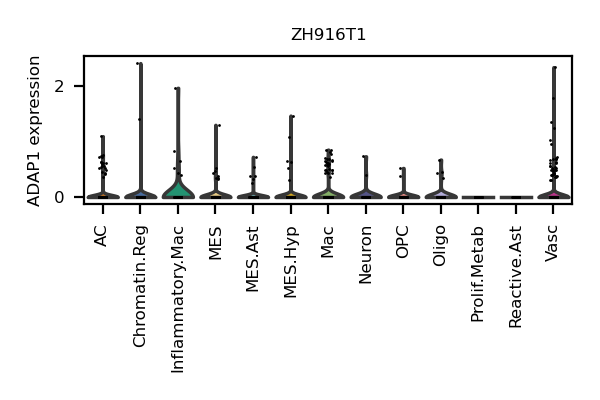 ZH916T1
ADAP1 expression
2
0
AC
Chromatin.Reg
Inflammatory.Mac
MES
MES.Ast
MES.Hyp
Mac
Neuron
OPC
Oligo
Prolif.Metab
Reactive.Ast
Vasc